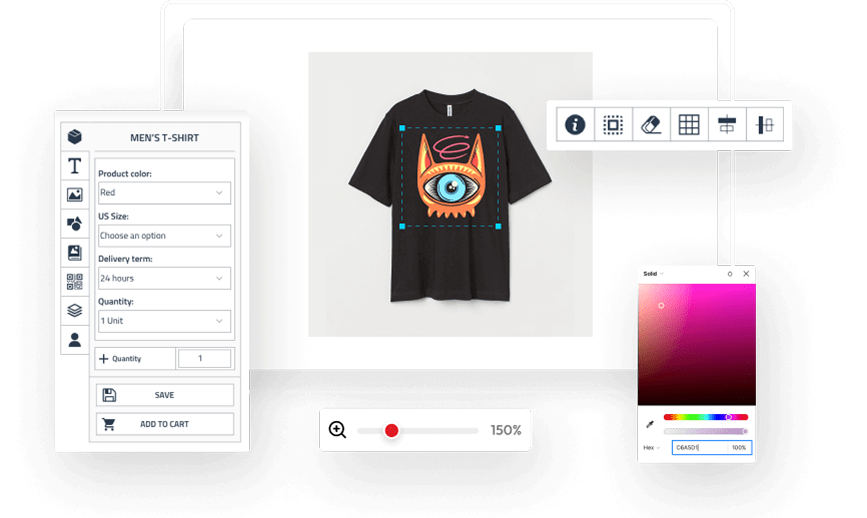 MEN'S T-SHIRT
Product color:
Red
US Size:
Choose an option
Delivery term:
24 hours
Quantity:
1 Unit
Quantity
1
SAVE
ADD TO CART
150%
Solid
Hex
C6A5D1
100%